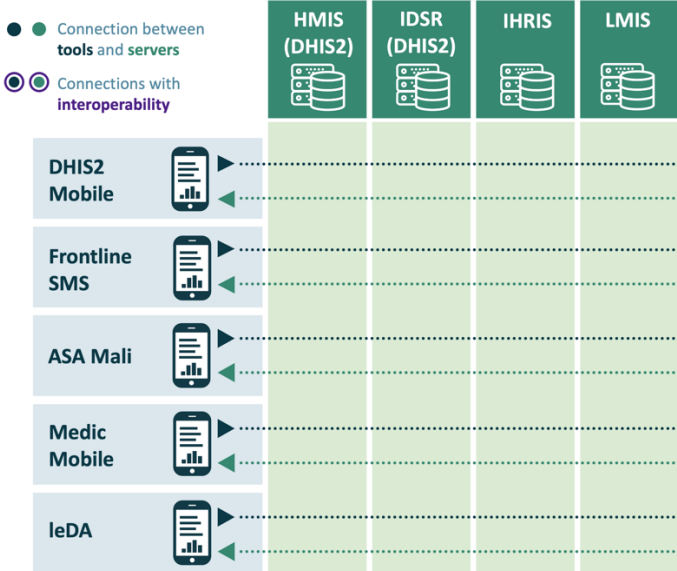 Connection between
tools and servers
Connections with
interoperability
HMIS
(DHIS2)
IDSR
(DHIS2)
IHRIS
LMIS
DHIS2
Mobile
Frontline
SMS
ASA Mali
Medic
Mobile
leDA